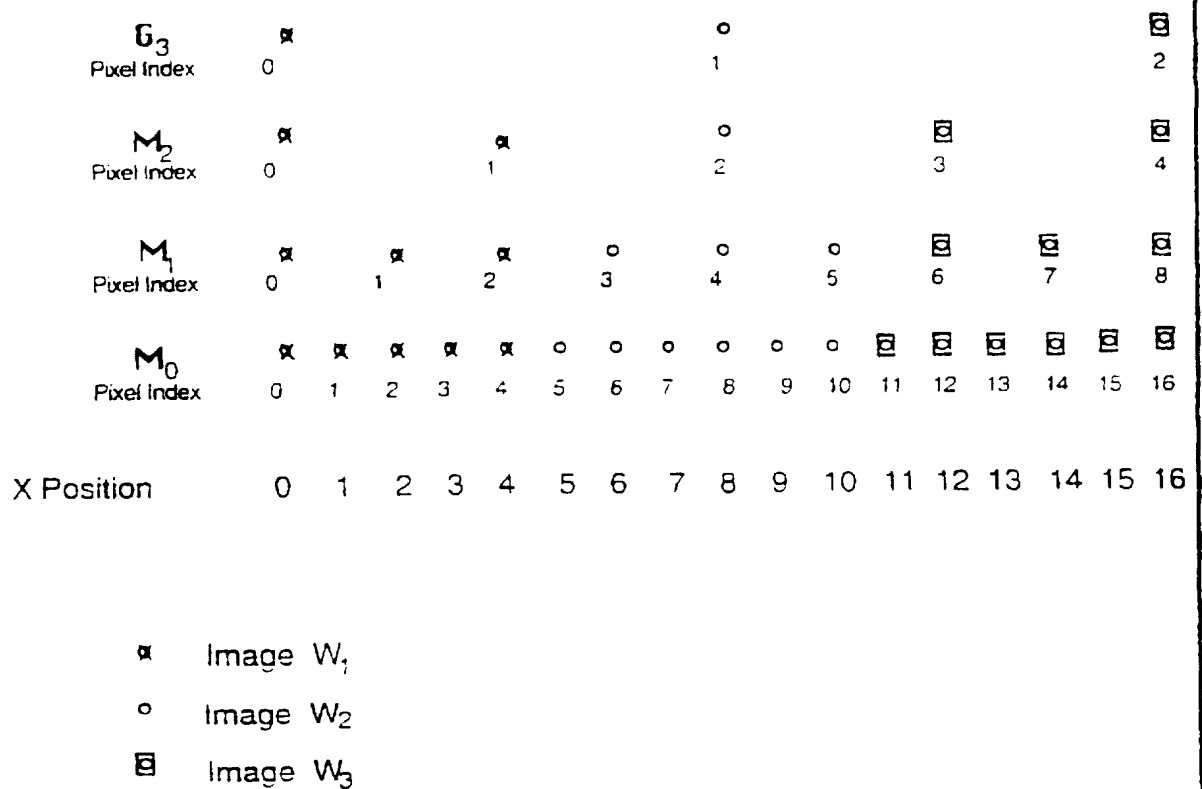 G3
Pixel Index 0 1 2
M2
Pixel Index 0 1 2 3 4
M1
Pixel Index 0 1 2 3 4 5 6 7 8
M0
Pixel Index 0 1 2 3 4 5 6 7 8 9 10 11 12 13 14 15 16
X Position 0 1 2 3 4 5 6 7 8 9 10 11 12 13 14 15 16
Image W1
Image W2
Image W3